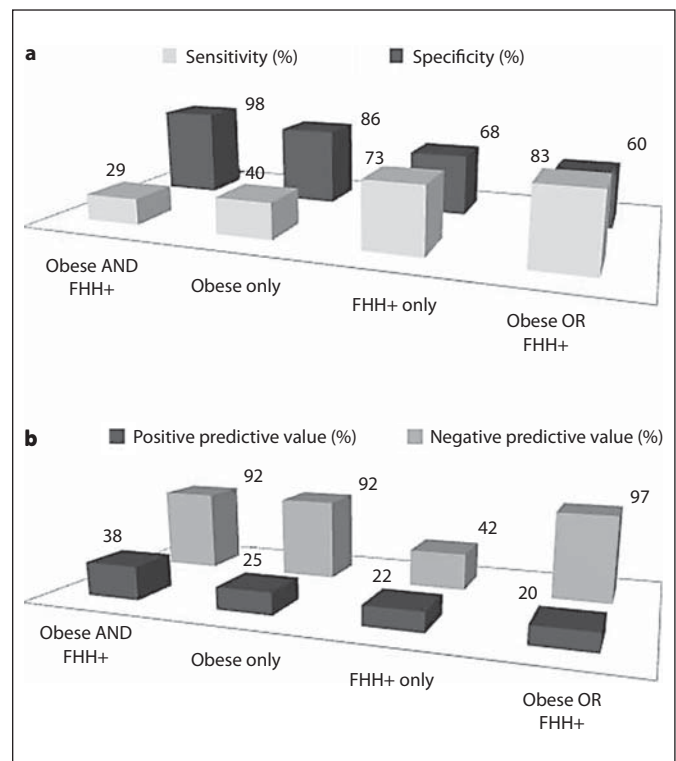 a
Sensitivity (%) Specificity (%)
98
86
68
60
29
40
73
83
Obese AND
FHH+
Obese only
FHH+ only
Obese OR
FHH+
b
Positive predictive value (%) Negative predictive value (%)
92
92
42
97
38
25
22
20
Obese AND
FHH+
Obese only
FHH+ only
Obese OR
FHH+